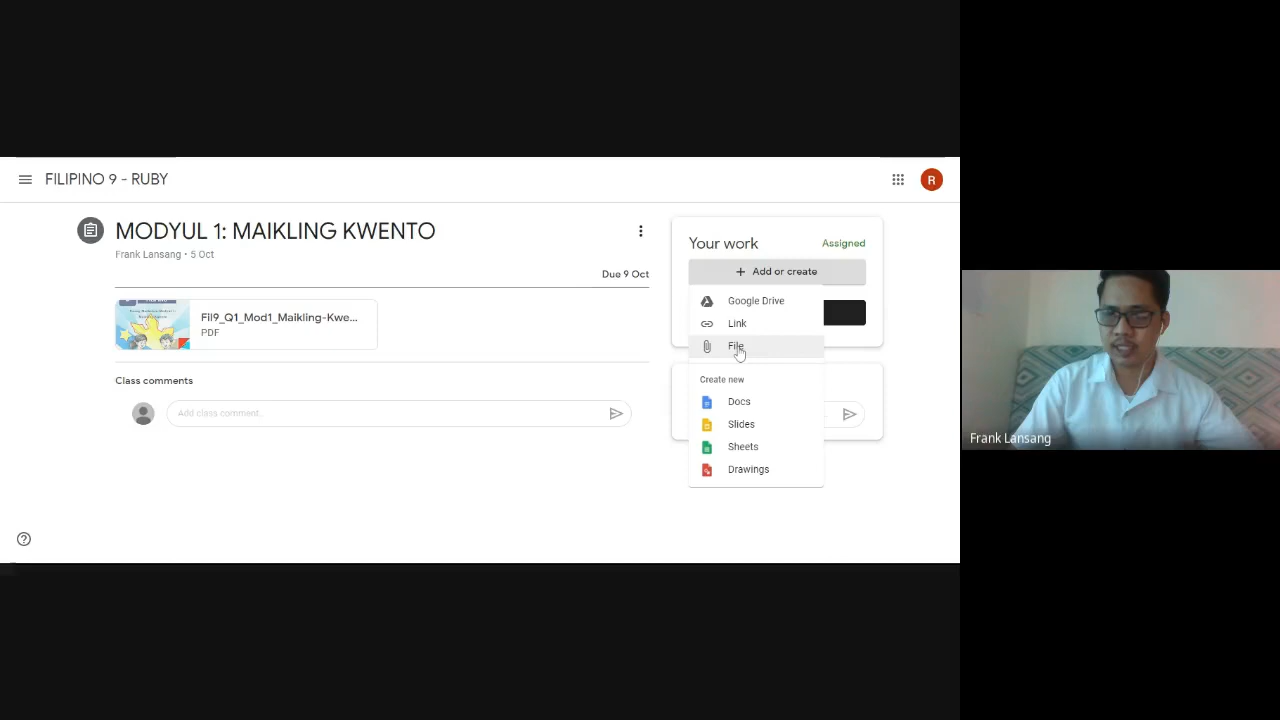 FILIPINO 9 - RUBY
R
MODYUL 1: MAIKLING KWENTO
Frank Lansang • 5 Oct
Due 9 Oct
Fil9_Q1_Mod1_Maikling-Kwe...
PDF
Class comments
Add class comment...
Your work
Assigned
+ Add or create
Google Drive
Link
File
Create new
Docs
Slides
Sheets
Drawings
Frank Lansang